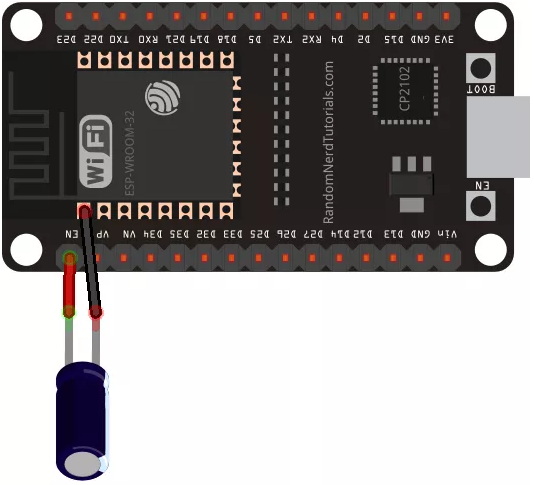 D23 D22 TX0 RX0 D21 D19 D18 D5 TX2 RX2 D4 D2 D15 GND 3V3
BOOT
CP2102
WiFi
ESP-WROOM-32
RandomNerdTutorials.com
EN
EN VP VN D34 D35 D32 D33 D25 D26 D27 D14 D12 D13 GND Vin